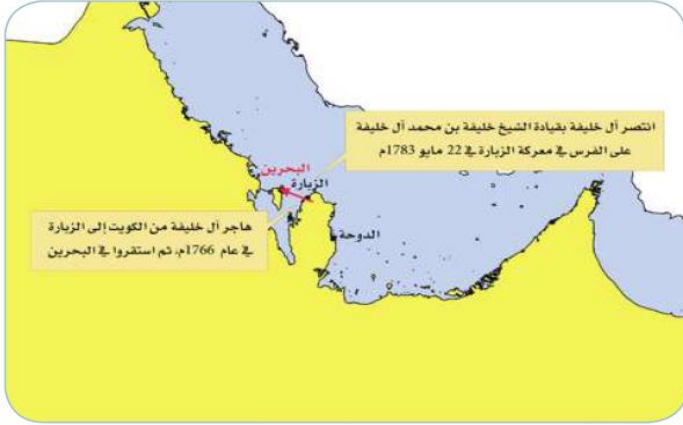 انتصر آل خليفة بقيادة الشيخ خليفة بن محمد آل خليفة
على الفرس في معركة الزبارة في 22 مايو 1783م
البحرين
الزبارة
هاجر آل خليفة من الكويت إلى الزبارة
في عام 1766م، ثم استقروا في البحرين
الدوحة